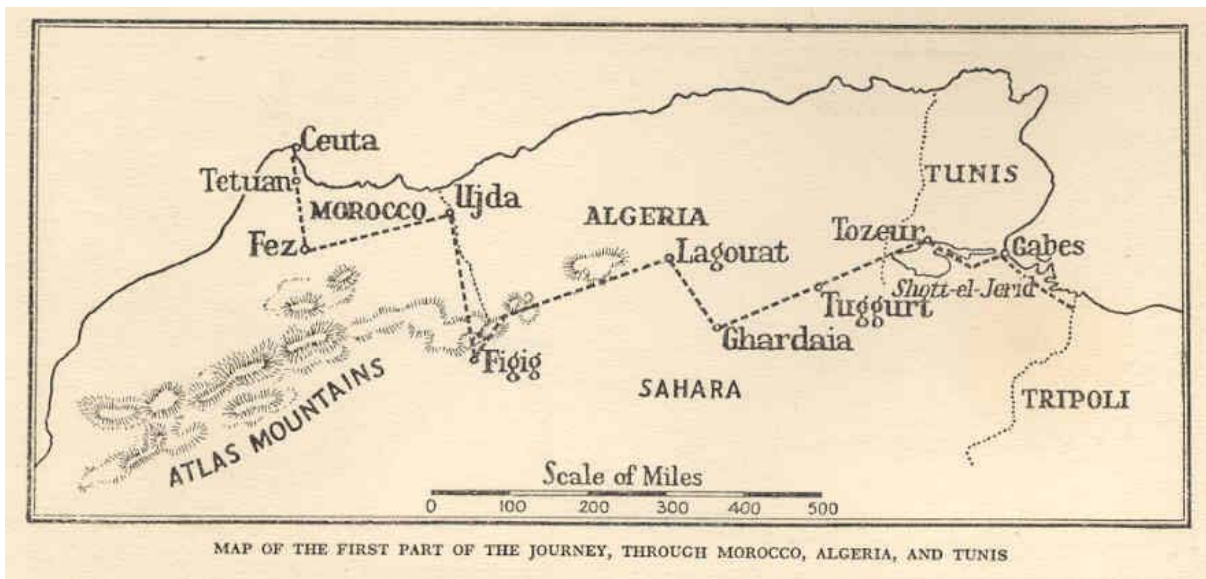 Ceuta
Tetuan
MOROCCO
Ujda
Fez
ALGERIA
TUNIS
Lagouat
Tozeur
Gabes
Shott-el-Jerid
Tuggurt
Ghardaia
Figig
SAHARA
TRIPOLI
ATLAS MOUNTAINS
Scale of Miles
0 100 200 300 400 500
MAP OF THE FIRST PART OF THE JOURNEY, THROUGH MOROCCO, ALGERIA, AND TUNIS